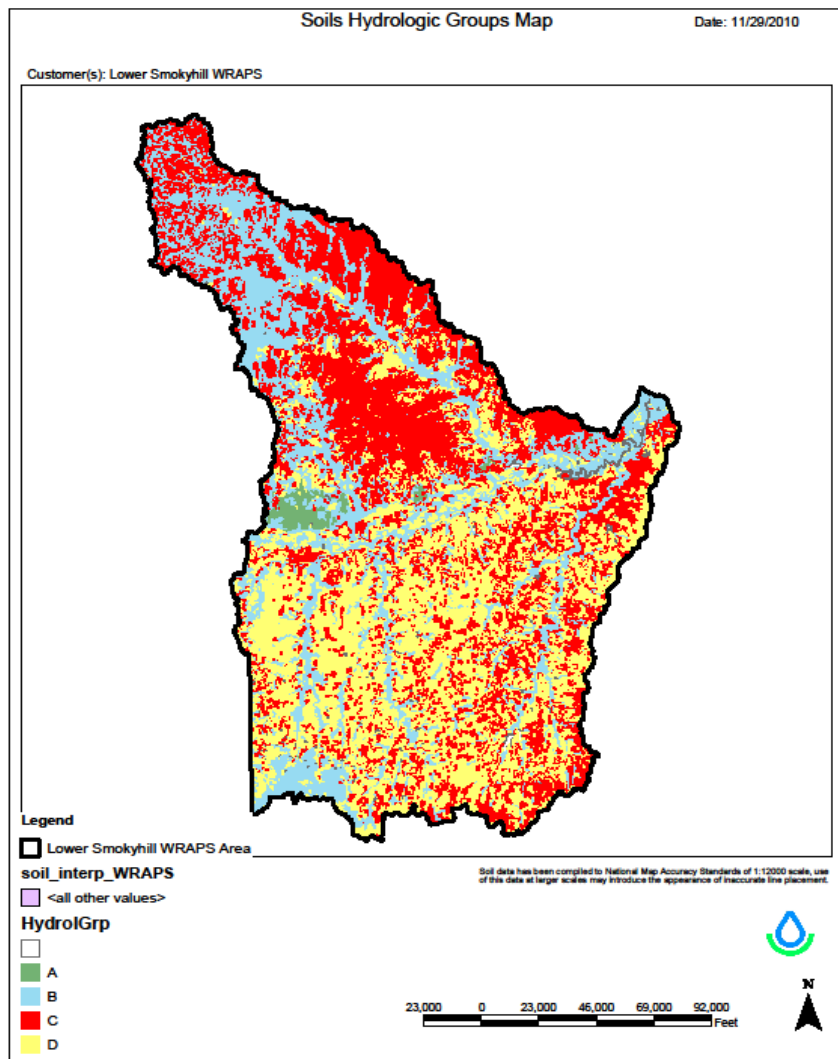 Soils Hydrologic Groups Map
Date: 11/29/2010
Customer(s): Lower Smokyhill WRAPS
Legend
Lower Smokyhill WRAPS Area
soil_interp_WRAPS
<all other values>
HydrolGrp
A
B
C
D
Soil data has been compiled to National Map Accuracy Standards of 1:12000 scale, use
of this data at larger scales may introduce the appearance of inaccurate line placement.
N
23,000 0 23,000 46,000 69,000 92,000
Feet